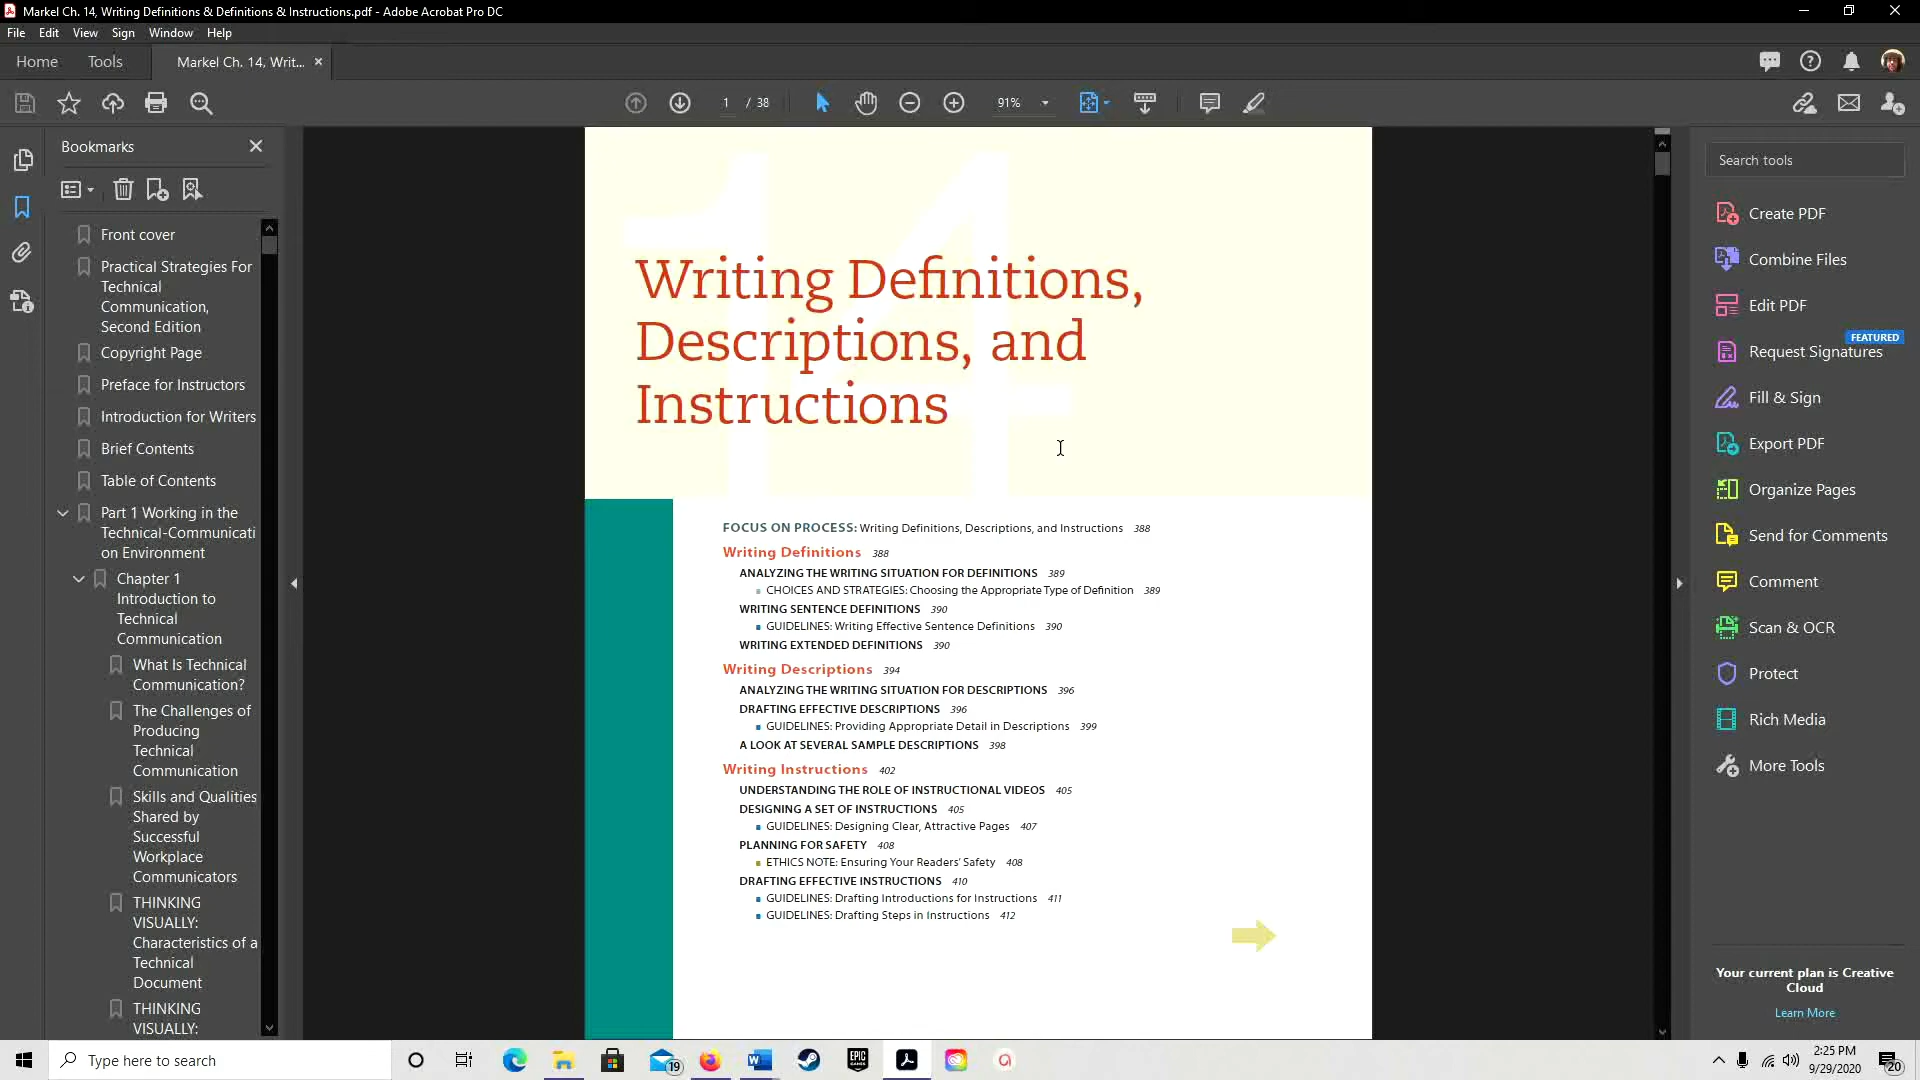 Markel Ch. 14, Writing Definitions & Definitions & Instructions.pdf - Adobe Acrobat Pro DC
File Edit View Sign Window Help
Home Tools Markel Ch. 14, Writ... ×
1 / 38 91%
Bookmarks
Front cover
Practical Strategies For
Technical
Communication,
Second Edition
Copyright Page
Preface for Instructors
Introduction for Writers
Brief Contents
Table of Contents
Part 1 Working in the
Technical-Communicati
on Environment
Chapter 1
Introduction to
Technical
Communication
What Is Technical
Communication?
The Challenges of
Producing
Technical
Communication
Skills and Qualities
Shared by
Successful
Workplace
Communicators
THINKING
VISUALLY:
Characteristics of a
Technical
Document
THINKING
VISUALLY:
14
Writing Definitions,
Descriptions, and
Instructions
FOCUS ON PROCESS: Writing Definitions, Descriptions, and Instructions 388
Writing Definitions 388
ANALYZING THE WRITING SITUATION FOR DEFINITIONS 389
CHOICES AND STRATEGIES: Choosing the Appropriate Type of Definition 389
WRITING SENTENCE DEFINITIONS 390
GUIDELINES: Writing Effective Sentence Definitions 390
WRITING EXTENDED DEFINITIONS 390
Writing Descriptions 394
ANALYZING THE WRITING SITUATION FOR DESCRIPTIONS 396
DRAFTING EFFECTIVE DESCRIPTIONS 396
GUIDELINES: Providing Appropriate Detail in Descriptions 399
A LOOK AT SEVERAL SAMPLE DESCRIPTIONS 398
Writing Instructions 402
UNDERSTANDING THE ROLE OF INSTRUCTIONAL VIDEOS 405
DESIGNING A SET OF INSTRUCTIONS 405
GUIDELINES: Designing Clear, Attractive Pages 407
PLANNING FOR SAFETY 408
ETHICS NOTE: Ensuring Your Readers' Safety 408
DRAFTING EFFECTIVE INSTRUCTIONS 410
GUIDELINES: Drafting Introductions for Instructions 411
GUIDELINES: Drafting Steps in Instructions 412
Search tools
Create PDF
Combine Files
Edit PDF
FEATURED
Request Signatures
Fill & Sign
Export PDF
Organize Pages
Send for Comments
Comment
Scan & OCR
Protect
Rich Media
More Tools
Your current plan is Creative
Cloud
Learn More
Type here to search
19
EPIC
GAMES
2:25 PM
9/29/2020
20